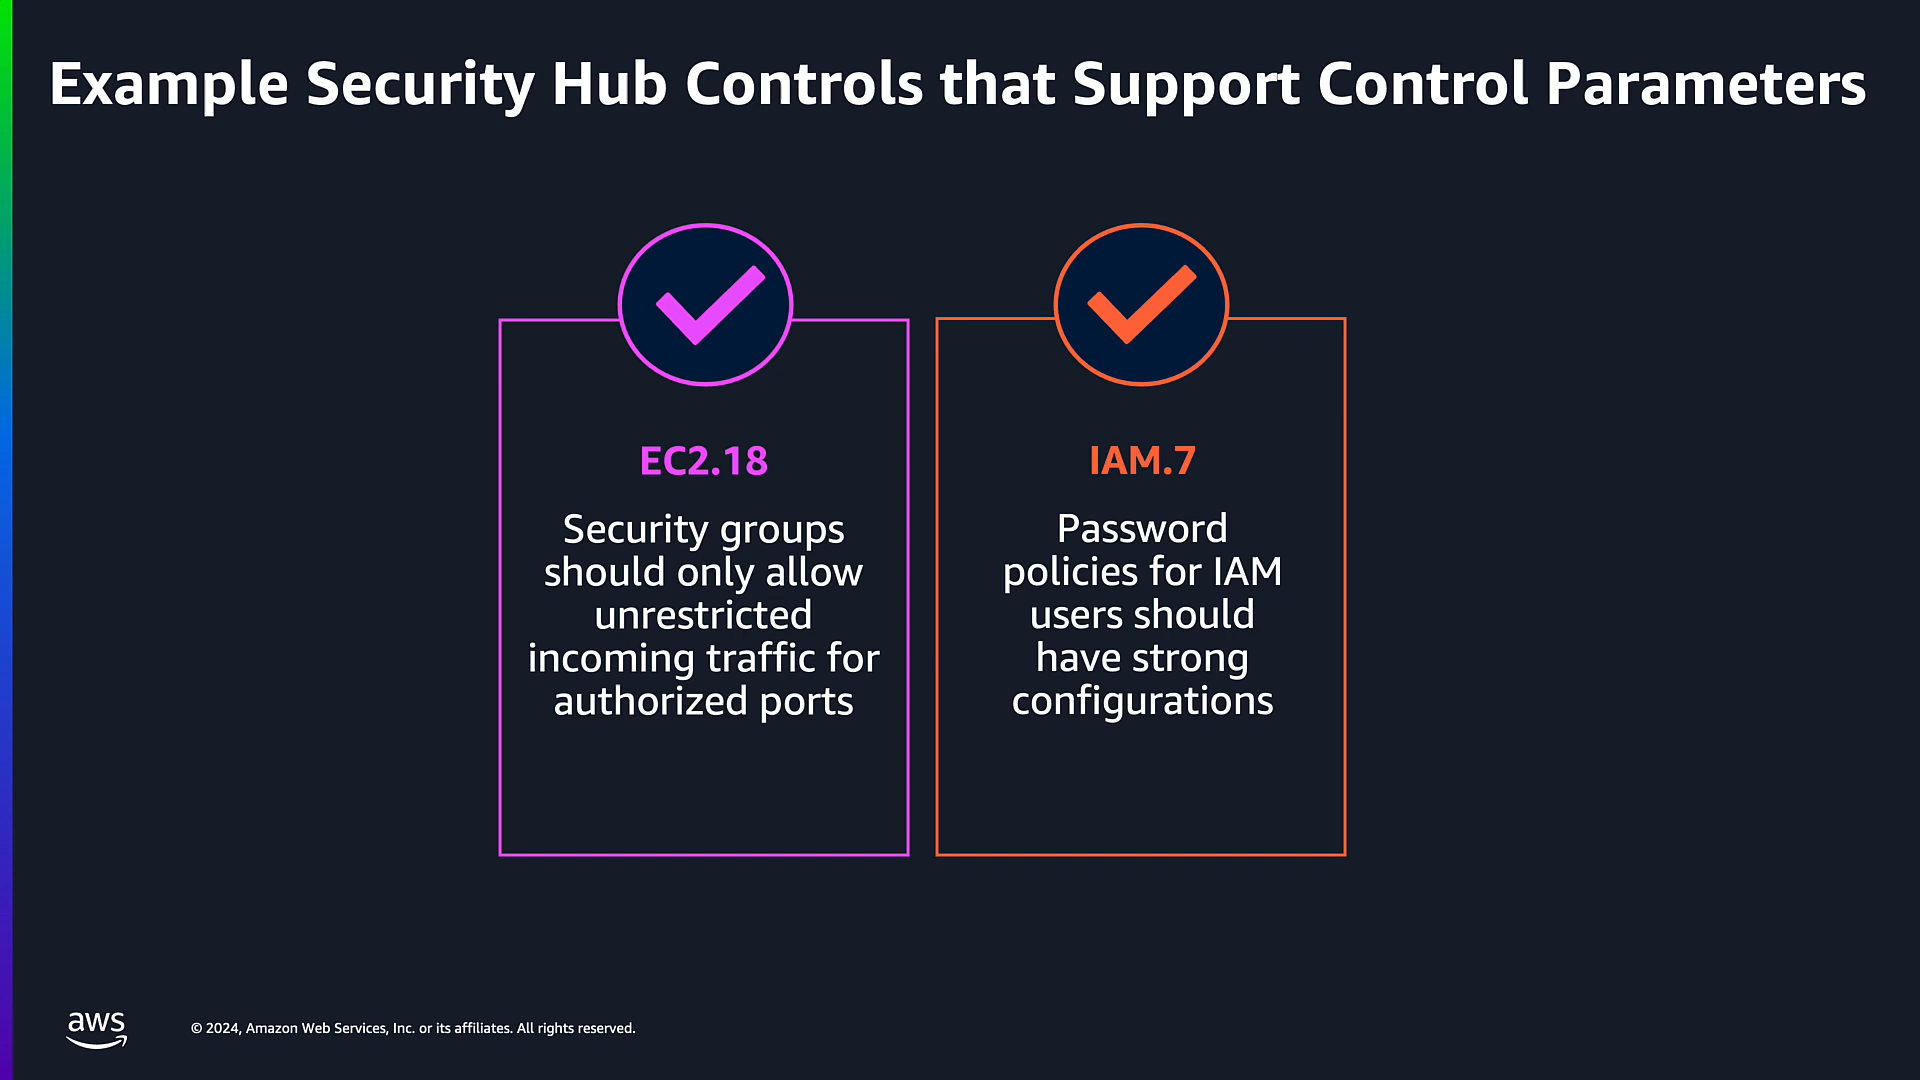 Example Security Hub Controls that Support Control Parameters
EC2.18
Security groups
should only allow
unrestricted
incoming traffic for
authorized ports
IAM.7
Password
policies for IAM
users should
have strong
configurations
aws
© 2024, Amazon Web Services, Inc. or its affiliates. All rights reserved.